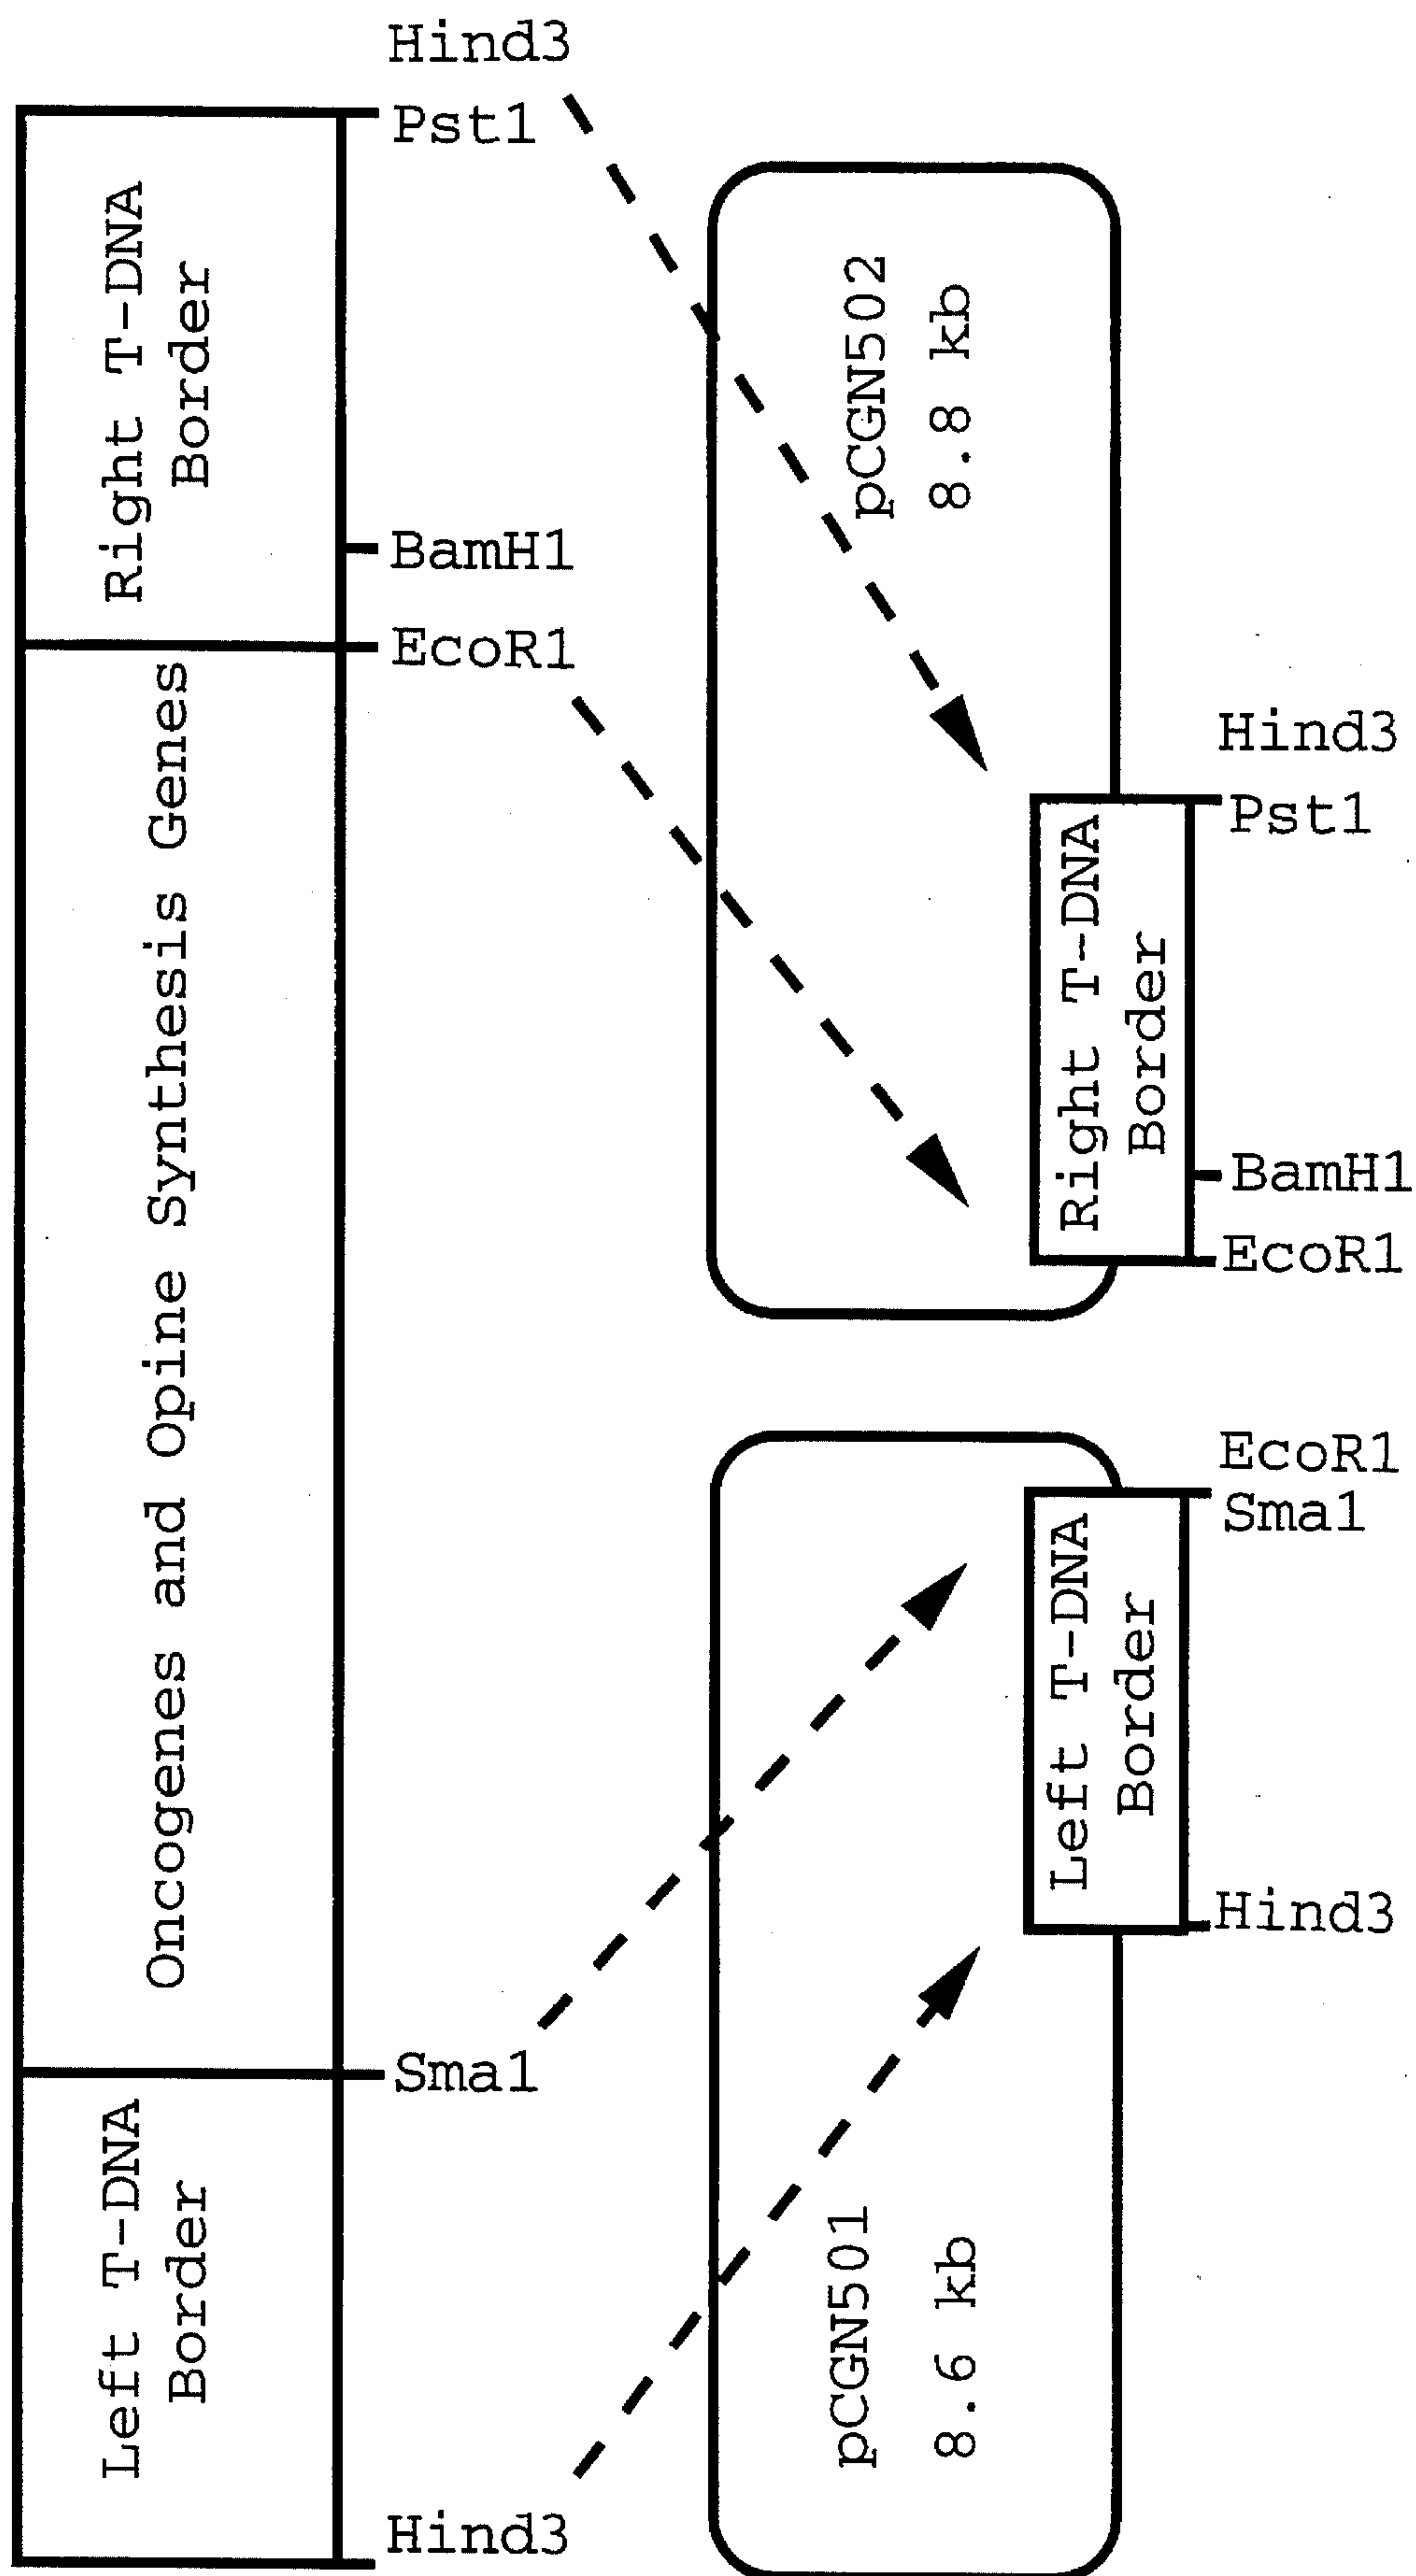 Hind3
Pst1
Right T-DNA
Border
BamH1
EcoR1
Oncogenes and Opine Synthesis Genes
Sma1
Left T-DNA
Border
Hind3
pCGN502
8.8 kb
Hind3
Pst1
Right T-DNA
Border
BamH1
EcoR1
EcoR1
Sma1
Left T-DNA
Border
Hind3
pCGN501
8.6 kb